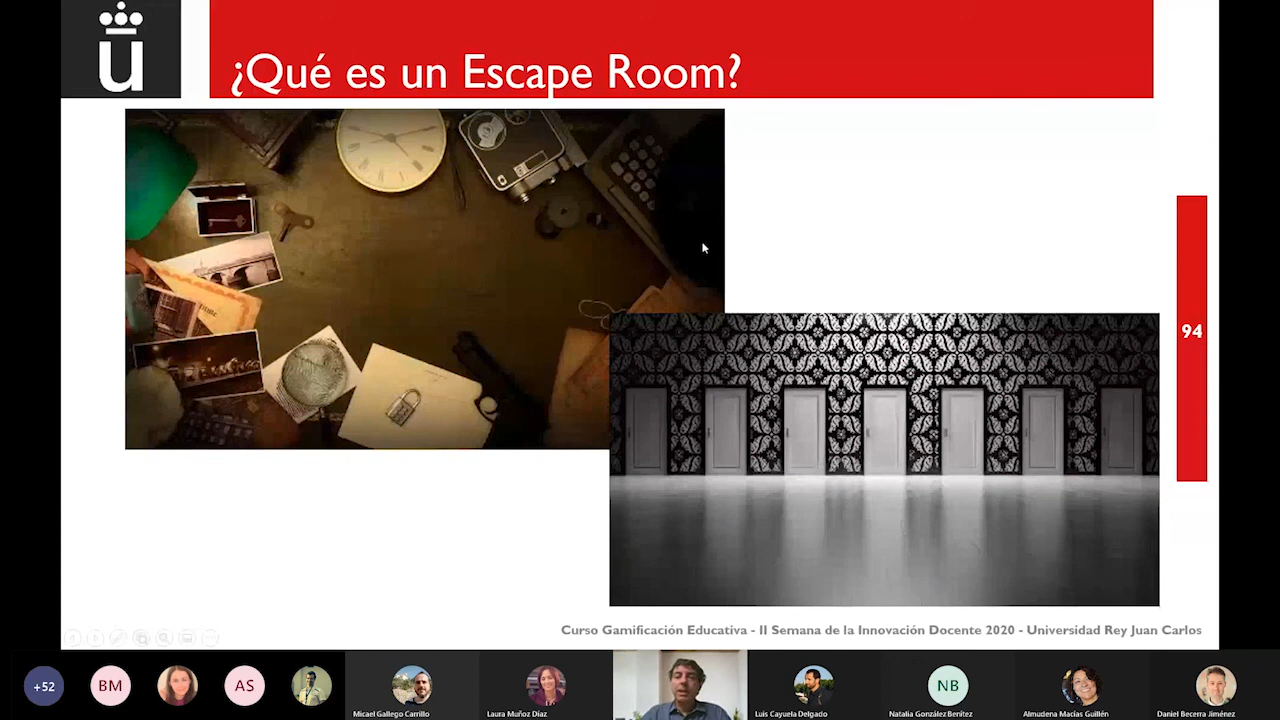 ü
¿Qué es un Escape Room?
94
Curso Gamificación Educativa - II Semana de la Innovación Docente 2020 - Universidad Rey Juan Carlos
+52
BM
AS
NB
Micael Gallego Carrillo
Laura Muñoz Díaz
Luis Cayuela Delgado
Natalia González Benítez
Almudena Macías Guillén
Daniel Becerra Jiménez